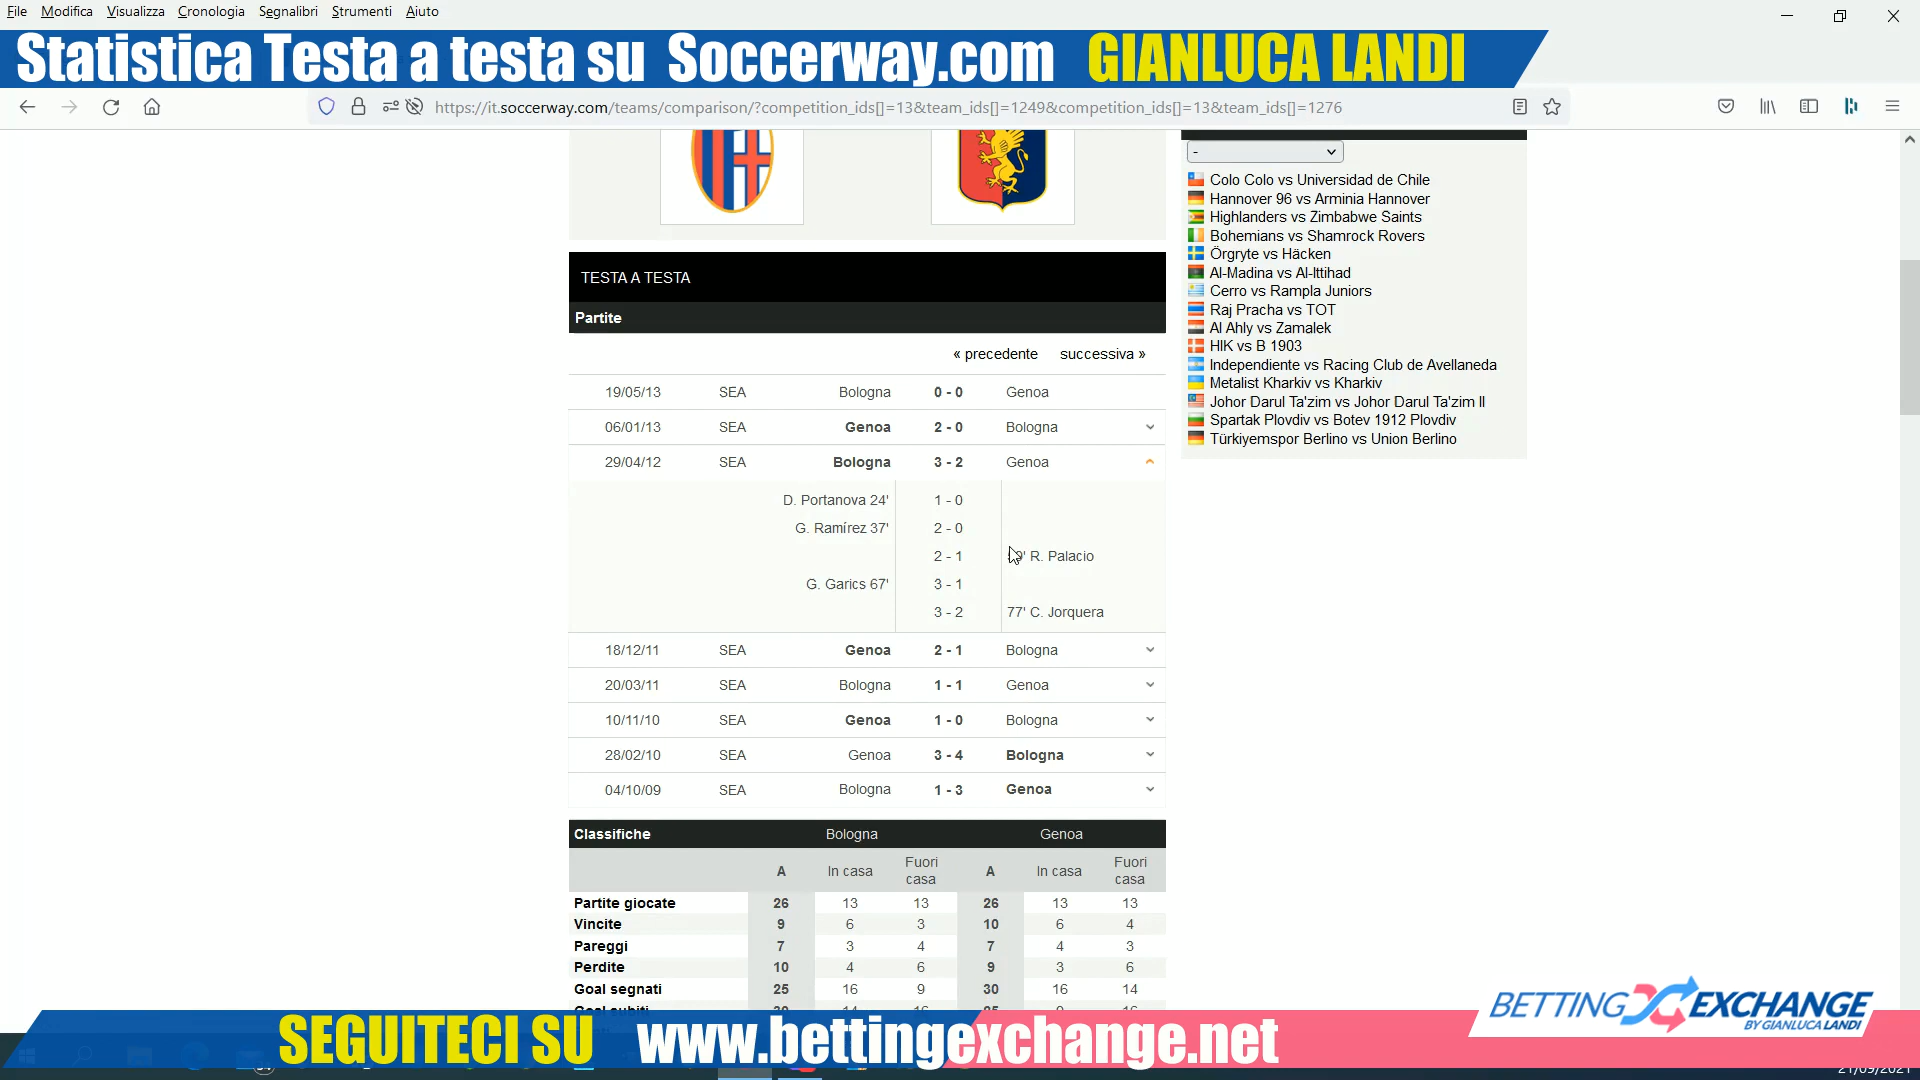 File Modifica Visualizza Cronologia Segnalibri Strumenti Aiuto
Statistica Testa a testa su Soccerway.com GIANLUCA LANDI
https://it.soccerway.com/teams/comparison/?competition_ids[]=13&team_ids[]=1249&competition_ids[]=13&team_ids[]=1276
-
Colo Colo vs Universidad de Chile
Hannover 96 vs Arminia Hannover
Highlanders vs Zimbabwe Saints
Bohemians vs Shamrock Rovers
Örgryte vs Häcken
Al-Madina vs Al-Ittihad
Cerro vs Rampla Juniors
Raj Pracha vs TOT
Al Ahly vs Zamalek
HIK vs B 1903
Independiente vs Racing Club de Avellaneda
Metalist Kharkiv vs Kharkiv
Johor Darul Ta'zim vs Johor Darul Ta'zim II
Spartak Plovdiv vs Botev 1912 Plovdiv
Türkiyemspor Berlino vs Union Berlino
TESTA A TESTA
Partite
« precedente successiva »
19/05/13 SEA Bologna 0 - 0 Genoa
06/01/13 SEA Genoa 2 - 0 Bologna
29/04/12 SEA Bologna 3 - 2 Genoa
D. Portanova 24' 1 - 0
G. Ramírez 37' 2 - 0
2 - 1 R. Palacio
G. Garics 67' 3 - 1
3 - 2 77' C. Jorquera
18/12/11 SEA Genoa 2 - 1 Bologna
20/03/11 SEA Bologna 1 - 1 Genoa
10/11/10 SEA Genoa 1 - 0 Bologna
28/02/10 SEA Genoa 3 - 4 Bologna
04/10/09 SEA Bologna 1 - 3 Genoa
Classifiche Bologna Genoa
A In casa Fuori casa A In casa Fuori casa
Partite giocate 26 13 13 26 13 13
Vincite 9 6 3 10 6 4
Pareggi 7 3 4 7 4 3
Perdite 10 4 6 9 3 6
Goal segnati 25 16 9 30 16 14
BETTING EXCHANGE
BY GIANLUCA LANDI
SEGUITECI SU www.bettingexchange.net
21/09/2021